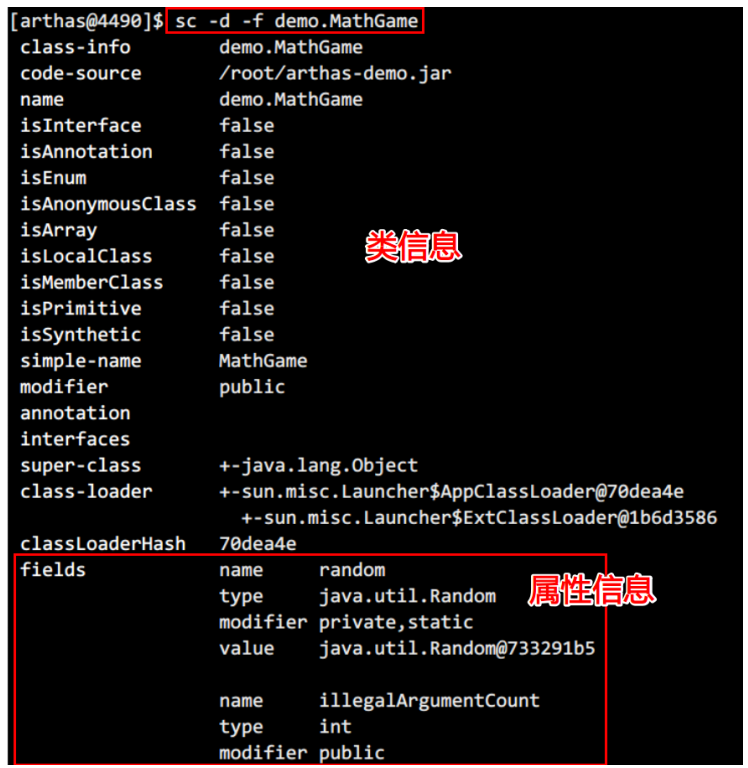 [arthas@4490]$ sc -d -f demo.MathGame
class-info demo.MathGame
code-source /root/arthas-demo.jar
name demo.MathGame
isInterface false
isAnnotation false
isEnum false
isAnonymousClass false
isArray false
类信息
isLocalClass false
isMemberClass false
isPrimitive false
isSynthetic false
simple-name MathGame
modifier public
annotation
interfaces
super-class +-java.lang.Object
class-loader +-sun.misc.Launcher$AppClassLoader@70dea4e
+-sun.misc.Launcher$ExtClassLoader@1b6d3586
classLoaderHash 70dea4e
fields name random
type java.util.Random
属性信息
modifier private,static
value java.util.Random@733291b5
name illegalArgumentCount
type int
modifier public